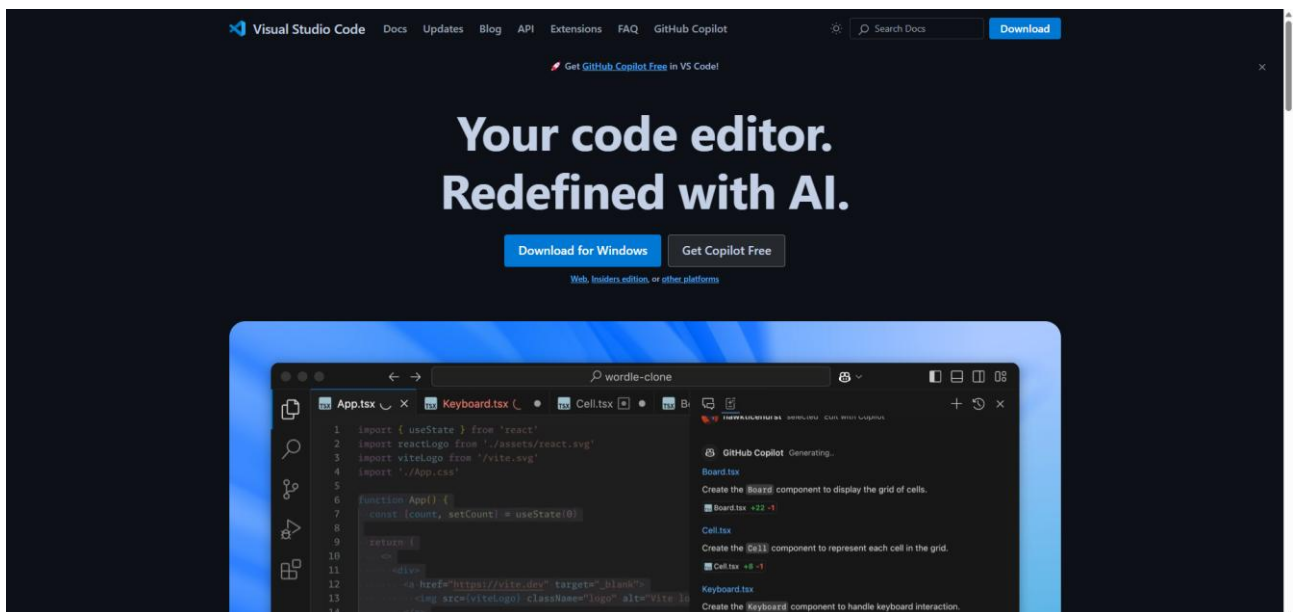 Visual Studio Code Docs Updates Blog API Extensions FAQ GitHub Copilot Search Docs Download
🚀 Get GitHub Copilot Free in VS Code!
Your code editor.
Redefined with AI.
Download for Windows Get Copilot Free
Web, Insiders edition, or other platforms
wordle-clone
App.tsx Keyboard.tsx Cell.tsx
1 import { useState } from 'react'
2 import reactLogo from './assets/react.svg'
3 import viteLogo from '/vite.svg'
4 import './App.css'
5
6 function App() {
7 const [count, setCount] = useState(0)
8
9 return (
10 <>
11 <div>
12 <a href="https://vite.dev" target="_blank">
13 <img src={viteLogo} className="logo" alt="Vite lo
14
hawkticehurst selected Edit with Copilot
GitHub Copilot Generating..
Board.tsx
Create the Board component to display the grid of cells.
Board.tsx +22 -1
Cell.tsx
Create the Cell component to represent each cell in the grid.
Cell.tsx +8 -1
Keyboard.tsx
Create the Keyboard component to handle keyboard interaction.